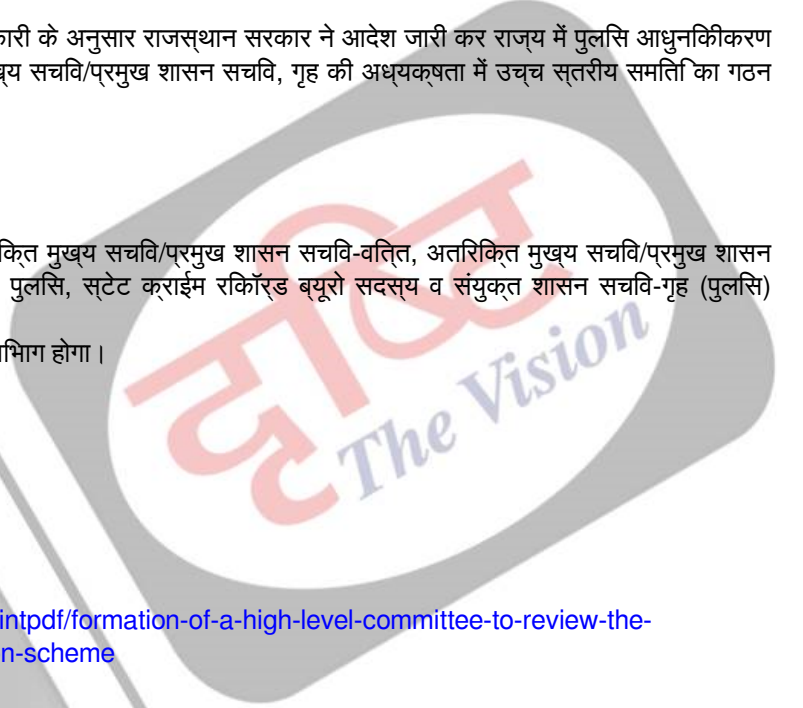 कारी के अनुसार राजस्थान सरकार ने आदेश जारी कर राज्य में पुलिस आधुनिकीकरण
मुख्य सचिव/प्रमुख शासन सचिव, गृह की अध्यक्षता में उच्च स्तरीय समिति का गठन
रिक्त मुख्य सचिव/प्रमुख शासन सचिव-वित्त, अतिरिक्त मुख्य सचिव/प्रमुख शासन
पुलिस, स्टेट क्राईम रिकॉर्ड ब्यूरो सदस्य व संयुक्त शासन सचिव-गृह (पुलिस)
विभाग होगा।
दृष्टि
The Vision
intpdf/formation-of-a-high-level-committee-to-review-the-
n-scheme